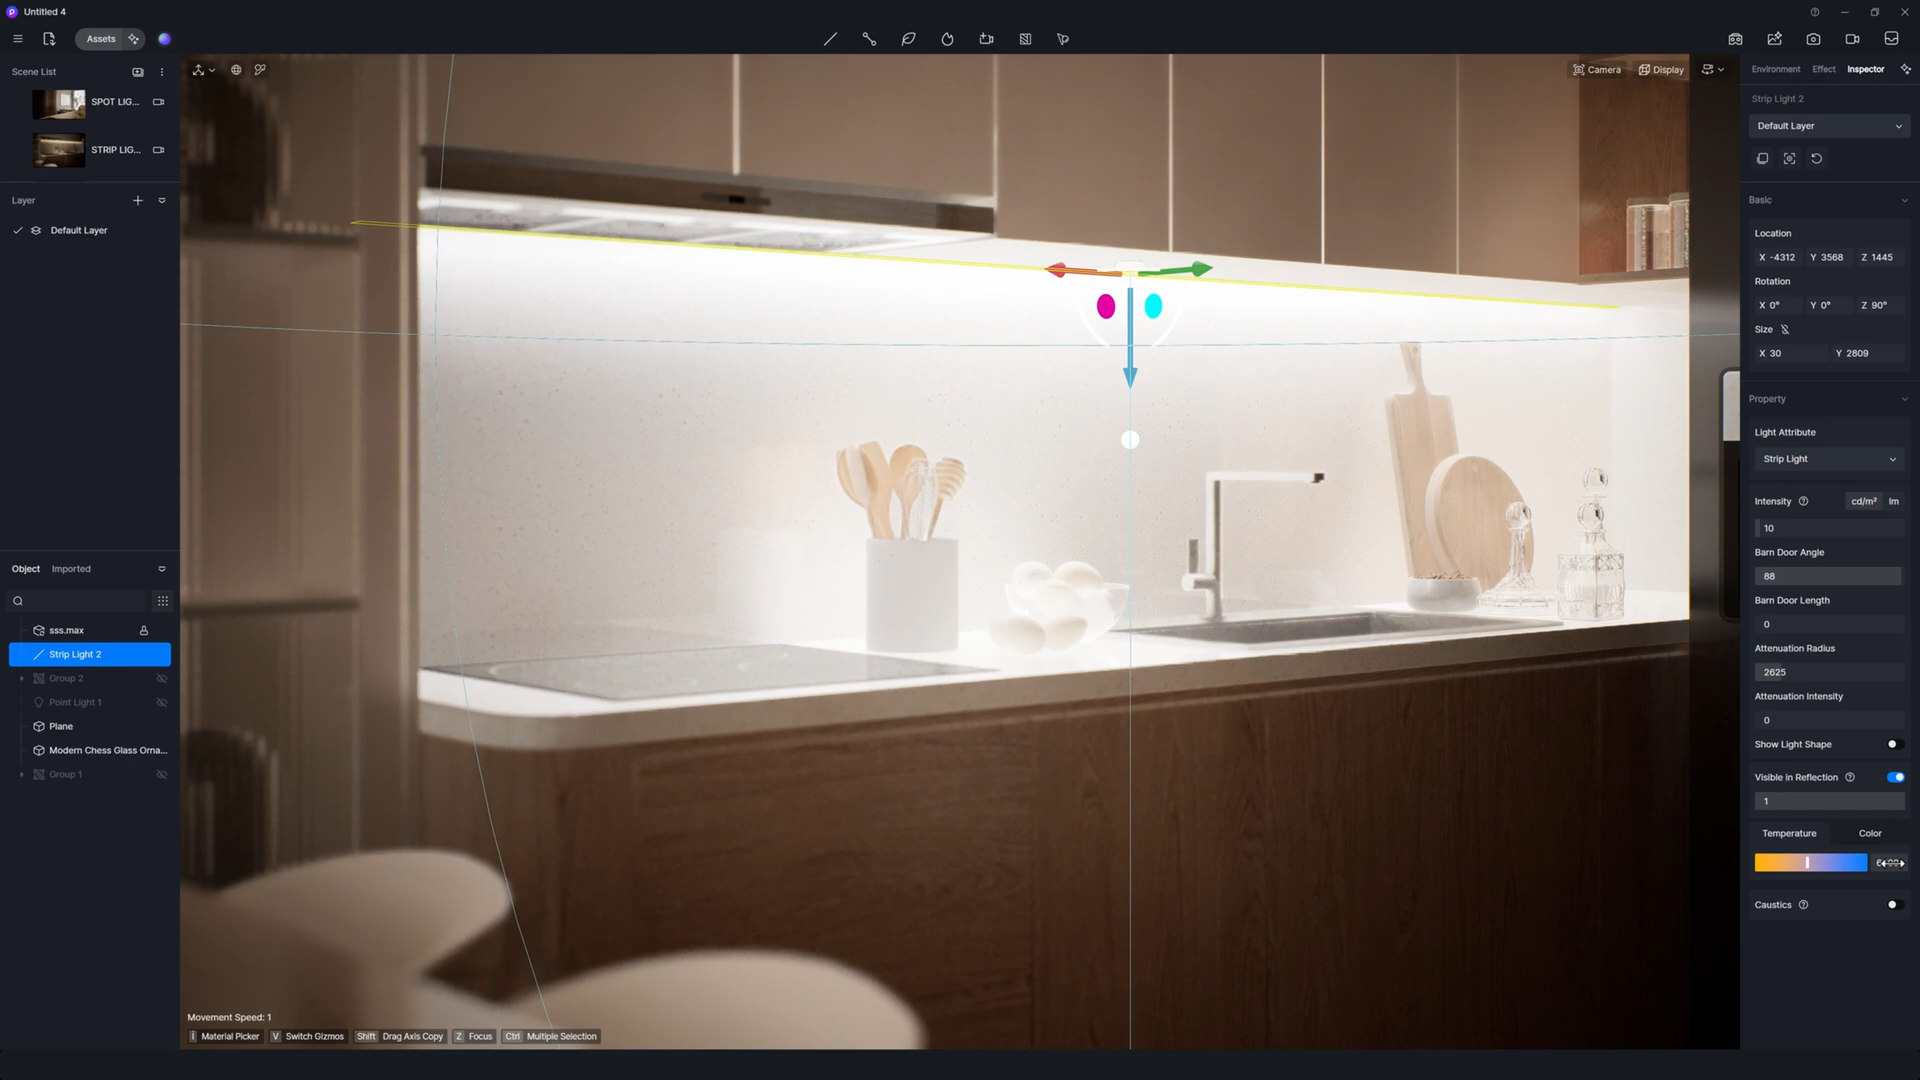 Untitled 4
Assets
Scene List
SPOT LIG...
STRIP LIG...
Layer
Default Layer
Object Imported
sss.max
Strip Light 2
Group 2
Point Light 1
Plane
Modern Chess Glass Orna...
Group 1
Camera
Display
Movement Speed: 1
i Material Picker V Switch Gizmos Shift Drag Axis Copy Z Focus Ctrl Multiple Selection
Environment Effect Inspector
Strip Light 2
Default Layer
Basic
Location
X -4312 Y 3568 Z 1445
Rotation
X 0° Y 0° Z 90°
Size
X 30 Y 2809
Property
Light Attribute
Strip Light
Intensity cd/m² lm
10
Barn Door Angle
88
Barn Door Length
0
Attenuation Radius
2625
Attenuation Intensity
0
Show Light Shape
Visible in Reflection
1
Temperature Color
Caustics